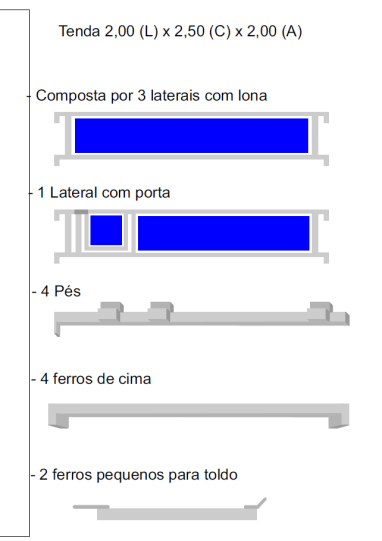 Tenda 2,00 (L) x 2,50 (C) x 2,00 (A)
- Composta por 3 laterais com lona
- 1 Lateral com porta
- 4 Pés
- 4 ferros de cima
- 2 ferros pequenos para toldo